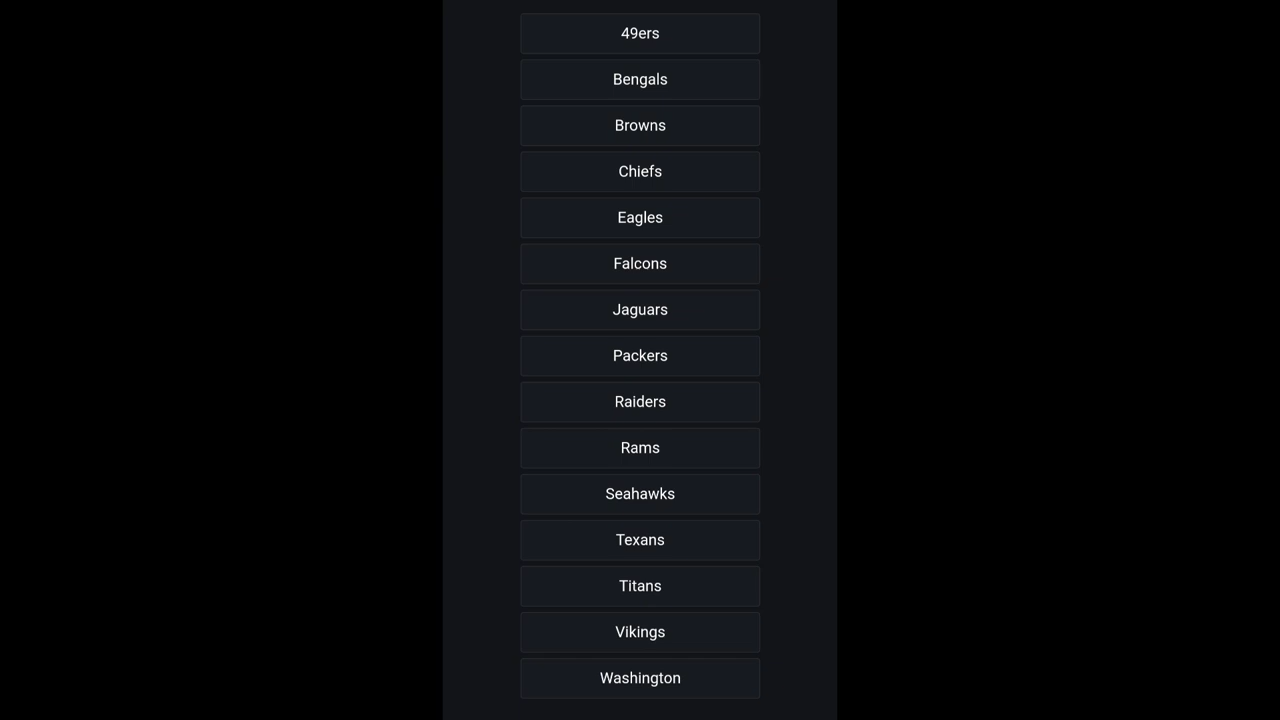 49ers
Bengals
Browns
Chiefs
Eagles
Falcons
Jaguars
Packers
Raiders
Rams
Seahawks
Texans
Titans
Vikings
Washington